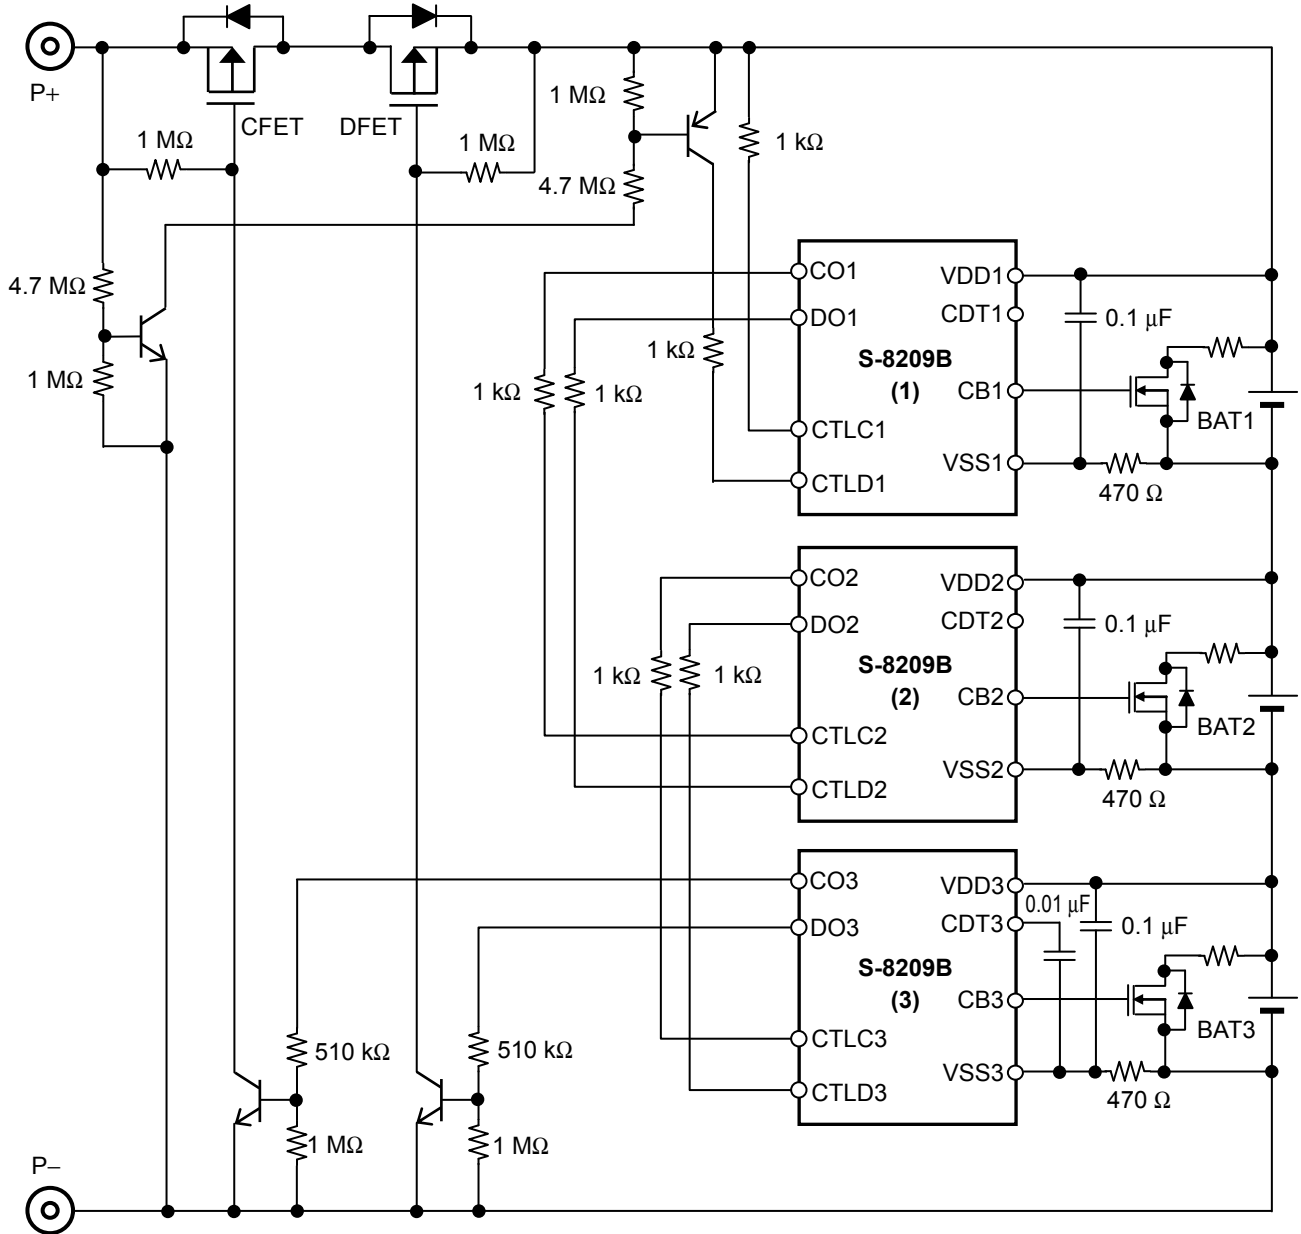 P+
CFET
DFET
1 MΩ
1 MΩ
1 MΩ
4.7 MΩ
1 kΩ
4.7 MΩ
1 MΩ
1 kΩ
1 kΩ
1 kΩ
CO1
DO1
S-8209B
(1)
CTLC1
CTLD1
VDD1
CDT1
CB1
VSS1
0.1 μF
BAT1
470 Ω
1 kΩ
1 kΩ
CO2
DO2
S-8209B
(2)
CTLC2
CTLD2
VDD2
CDT2
CB2
VSS2
0.1 μF
BAT2
470 Ω
CO3
DO3
S-8209B
(3)
CTLC3
CTLD3
VDD3
CDT3
CB3
VSS3
0.01 μF
0.1 μF
BAT3
470 Ω
510 kΩ
510 kΩ
1 MΩ
1 MΩ
P−